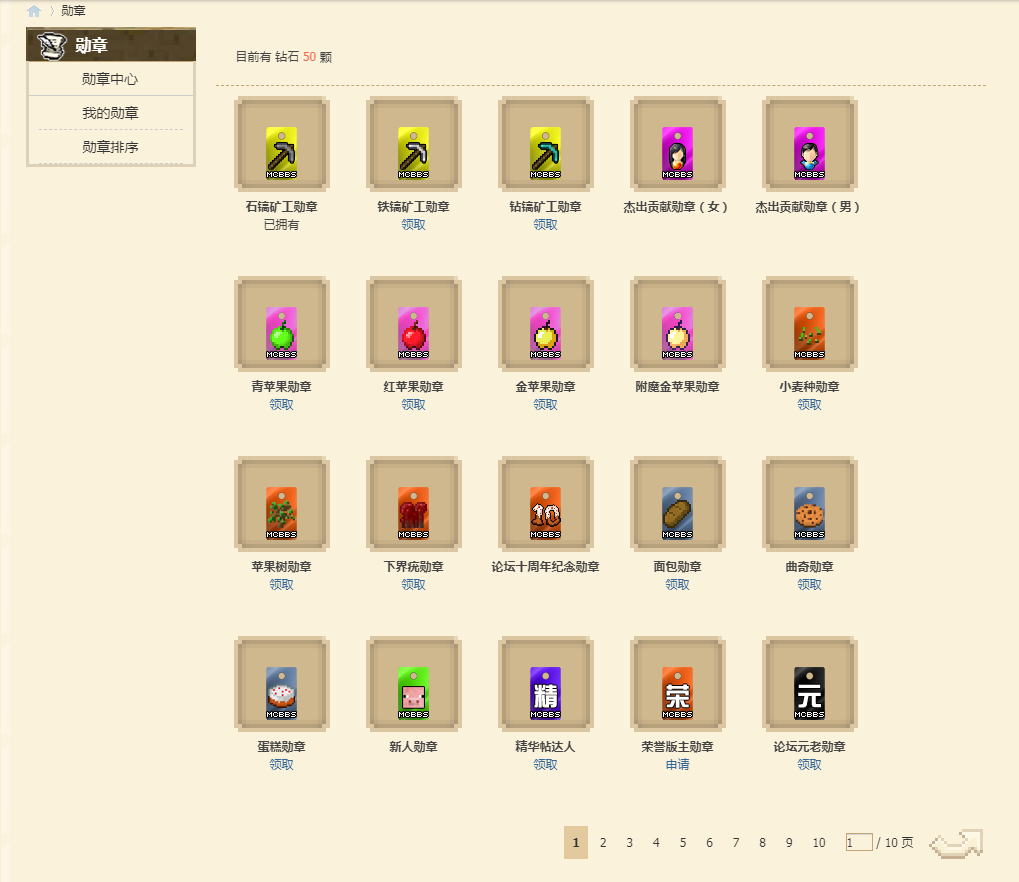 勋章
勋章
勋章中心
我的勋章
勋章排序
目前有 钻石 50 颗
MCBBS MCBBS MCBBS MCBBS MCBBS
石镐矿工勋章 铁镐矿工勋章 钻镐矿工勋章 杰出贡献勋章（女） 杰出贡献勋章（男）
已拥有 领取 领取
MCBBS MCBBS MCBBS MCBBS MCBBS
青苹果勋章 红苹果勋章 金苹果勋章 附魔金苹果勋章 小麦种勋章
领取 领取 领取 领取
10
MCBBS MCBBS MCBBS MCBBS MCBBS
苹果树勋章 下界疣勋章 论坛十周年纪念勋章 面包勋章 曲奇勋章
领取 领取 领取 领取
精 荣 元
MCBBS MCBBS MCBBS MCBBS MCBBS
蛋糕勋章 新人勋章 精华帖达人 荣誉版主勋章 论坛元老勋章
领取 领取 申请 领取
1 2 3 4 5 6 7 8 9 10 1 / 10 页